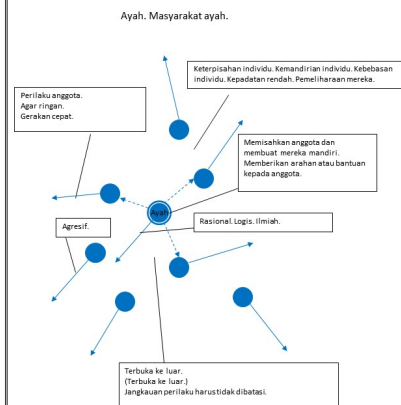 Ayah. Masyarakat ayah.
Keterpisahan individu. Kemandirian individu. Kebebasan
individu. Kepadatan rendah. Pemeliharaan mereka.
Perilaku anggota.
Agar ringan.
Gerakan cepat.
Memisahkan anggota dan
membuat mereka mandiri.
Memberikan arahan atau bantuan
kepada anggota.
Ayah
Rasional. Logis. Ilmiah.
Agresif.
Terbuka ke luar.
(Terbuka ke luar.)
Jangkauan perilaku harus tidak dibatasi.